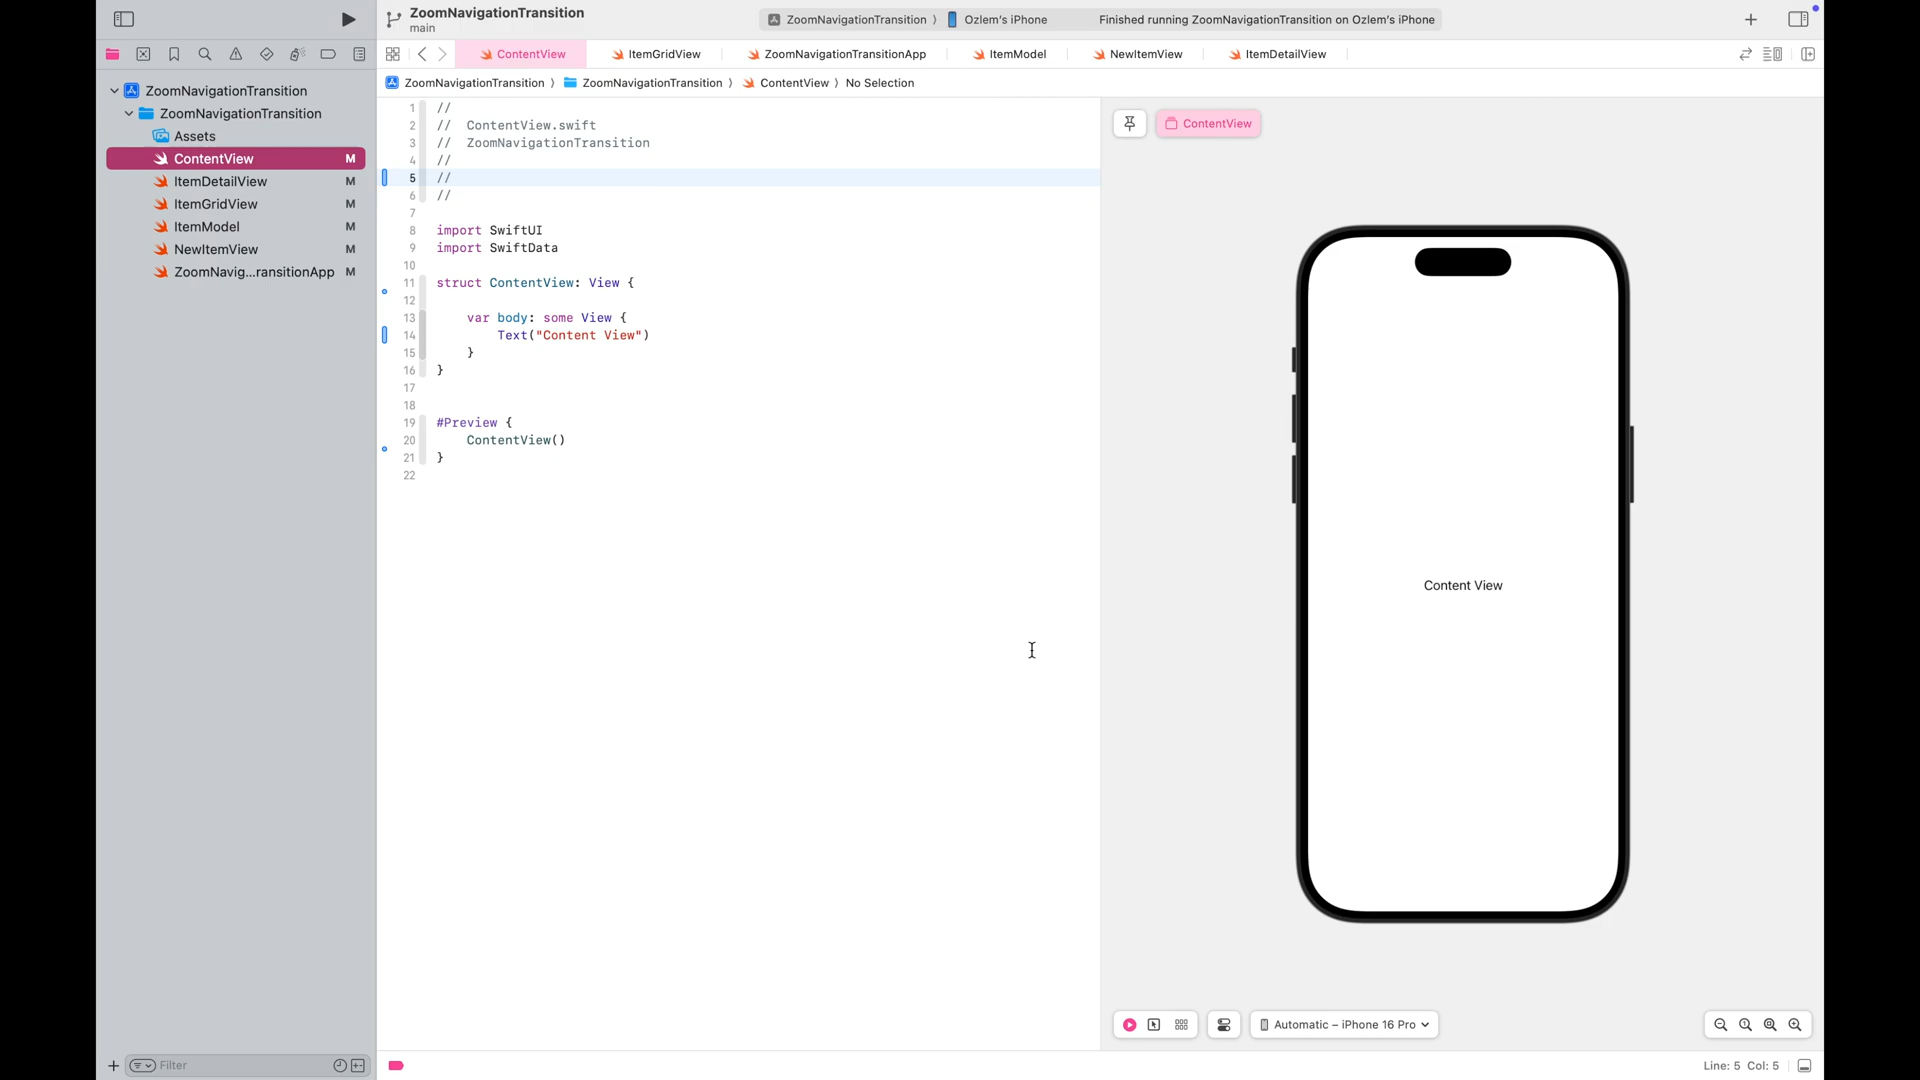 ZoomNavigationTransition
main
ZoomNavigationTransition 〉 Ozlem's iPhone
Finished running ZoomNavigationTransition on Ozlem's iPhone
ContentView
ItemGridView
ZoomNavigationTransitionApp
ItemModel
NewItemView
ItemDetailView
ZoomNavigationTransition 〉 ZoomNavigationTransition 〉 ContentView 〉 No Selection
ZoomNavigationTransition
ZoomNavigationTransition
Assets
ContentView M
ItemDetailView M
ItemGridView M
ItemModel M
NewItemView M
ZoomNavig...ransitionApp M
Filter
1 //
2 // ContentView.swift
3 // ZoomNavigationTransition
4 //
5 //
6 //
7
8 import SwiftUI
9 import SwiftData
10
11 struct ContentView: View {
12
13 var body: some View {
14 Text("Content View")
15 }
16 }
17
18
19 #Preview {
20 ContentView()
21 }
22
ContentView
Content View
Automatic – iPhone 16 Pro
Line: 5 Col: 5